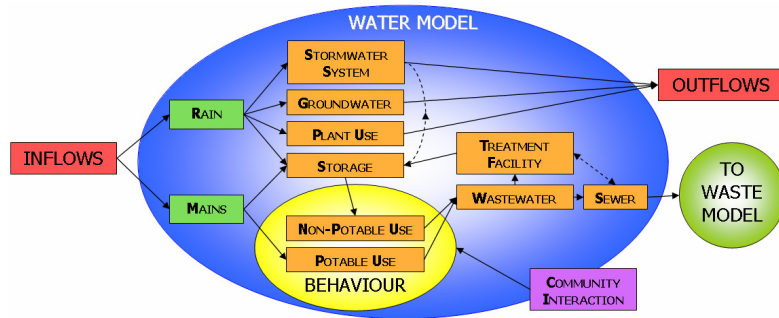 WATER MODEL
STORMWATER
SYSTEM
GROUNDWATER
PLANT USE
STORAGE
RAIN
MAINS
INFLOWS
OUTFLOWS
TREATMENT
FACILITY
WASTEWATER
SEWER
TO
WASTE
MODEL
NON-POTABLE USE
POTABLE USE
BEHAVIOUR
COMMUNITY
INTERACTION